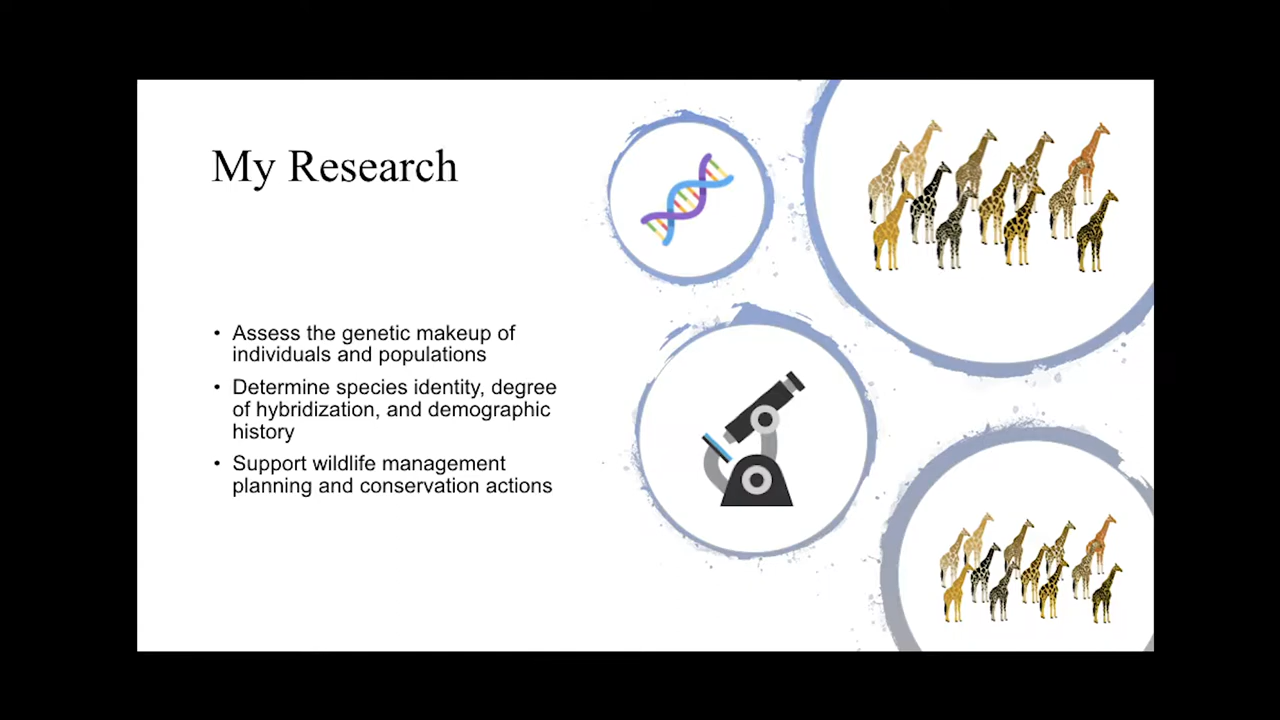 My Research
• Assess the genetic makeup of
individuals and populations
• Determine species identity, degree
of hybridization, and demographic
history
• Support wildlife management
planning and conservation actions